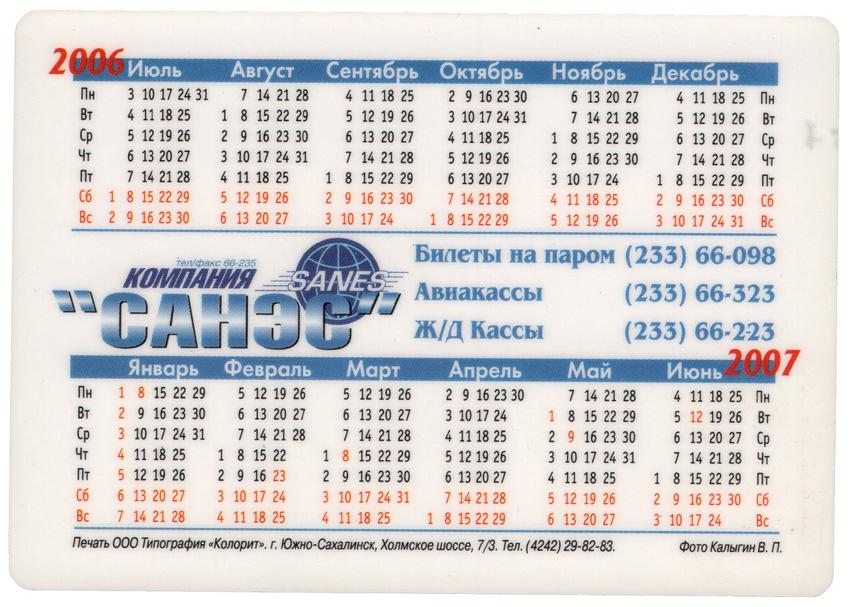 2006 Июль Август Сентябрь Октябрь Ноябрь Декабрь
Пн 3 10 17 24 31 7 14 21 28 4 11 18 25 2 9 16 23 30 6 13 20 27 4 11 18 25 Пн
Вт 4 11 18 25 1 8 15 22 29 5 12 19 26 3 10 17 24 31 7 14 21 28 5 12 19 26 Вт
Ср 5 12 19 26 2 9 16 23 30 6 13 20 27 4 11 18 25 1 8 15 22 29 6 13 20 27 Ср
Чт 6 13 20 27 3 10 17 24 31 7 14 21 28 5 12 19 26 2 9 16 23 30 7 14 21 28 Чт
Пт 7 14 21 28 4 11 18 25 1 8 15 22 29 6 13 20 27 3 10 17 24 1 8 15 22 29 Пт
Сб 1 8 15 22 29 5 12 19 26 2 9 16 23 30 7 14 21 28 4 11 18 25 2 9 16 23 30 Сб
Вс 2 9 16 23 30 6 13 20 27 3 10 17 24 1 8 15 22 29 5 12 19 26 3 10 17 24 31 Вс
тел/факс 66-235
КОМПАНИЯ SANES
"САНЭС"
Билеты на паром (233) 66-098
Авиакассы (233) 66-323
Ж/Д Кассы (233) 66-223
Январь Февраль Март Апрель Май Июнь 2007
Пн 1 8 15 22 29 5 12 19 26 5 12 19 26 2 9 16 23 30 7 14 21 28 4 11 18 25 Пн
Вт 2 9 16 23 30 6 13 20 27 6 13 20 27 3 10 17 24 1 8 15 22 29 5 12 19 26 Вт
Ср 3 10 17 24 31 7 14 21 28 7 14 21 28 4 11 18 25 2 9 16 23 30 6 13 20 27 Ср
Чт 4 11 18 25 1 8 15 22 1 8 15 22 29 5 12 19 26 3 10 17 24 31 7 14 21 28 Чт
Пт 5 12 19 26 2 9 16 23 2 9 16 23 30 6 13 20 27 4 11 18 25 1 8 15 22 29 Пт
Сб 6 13 20 27 3 10 17 24 3 10 17 24 31 7 14 21 28 5 12 19 26 2 9 16 23 30 Сб
Вс 7 14 21 28 4 11 18 25 4 11 18 25 1 8 15 22 29 6 13 20 27 3 10 17 24 Вс
Печать ООО Типография «Колорит». г. Южно-Сахалинск, Холмское шоссе, 7/3. Тел. (4242) 29-82-83. Фото Калыгин В. П.